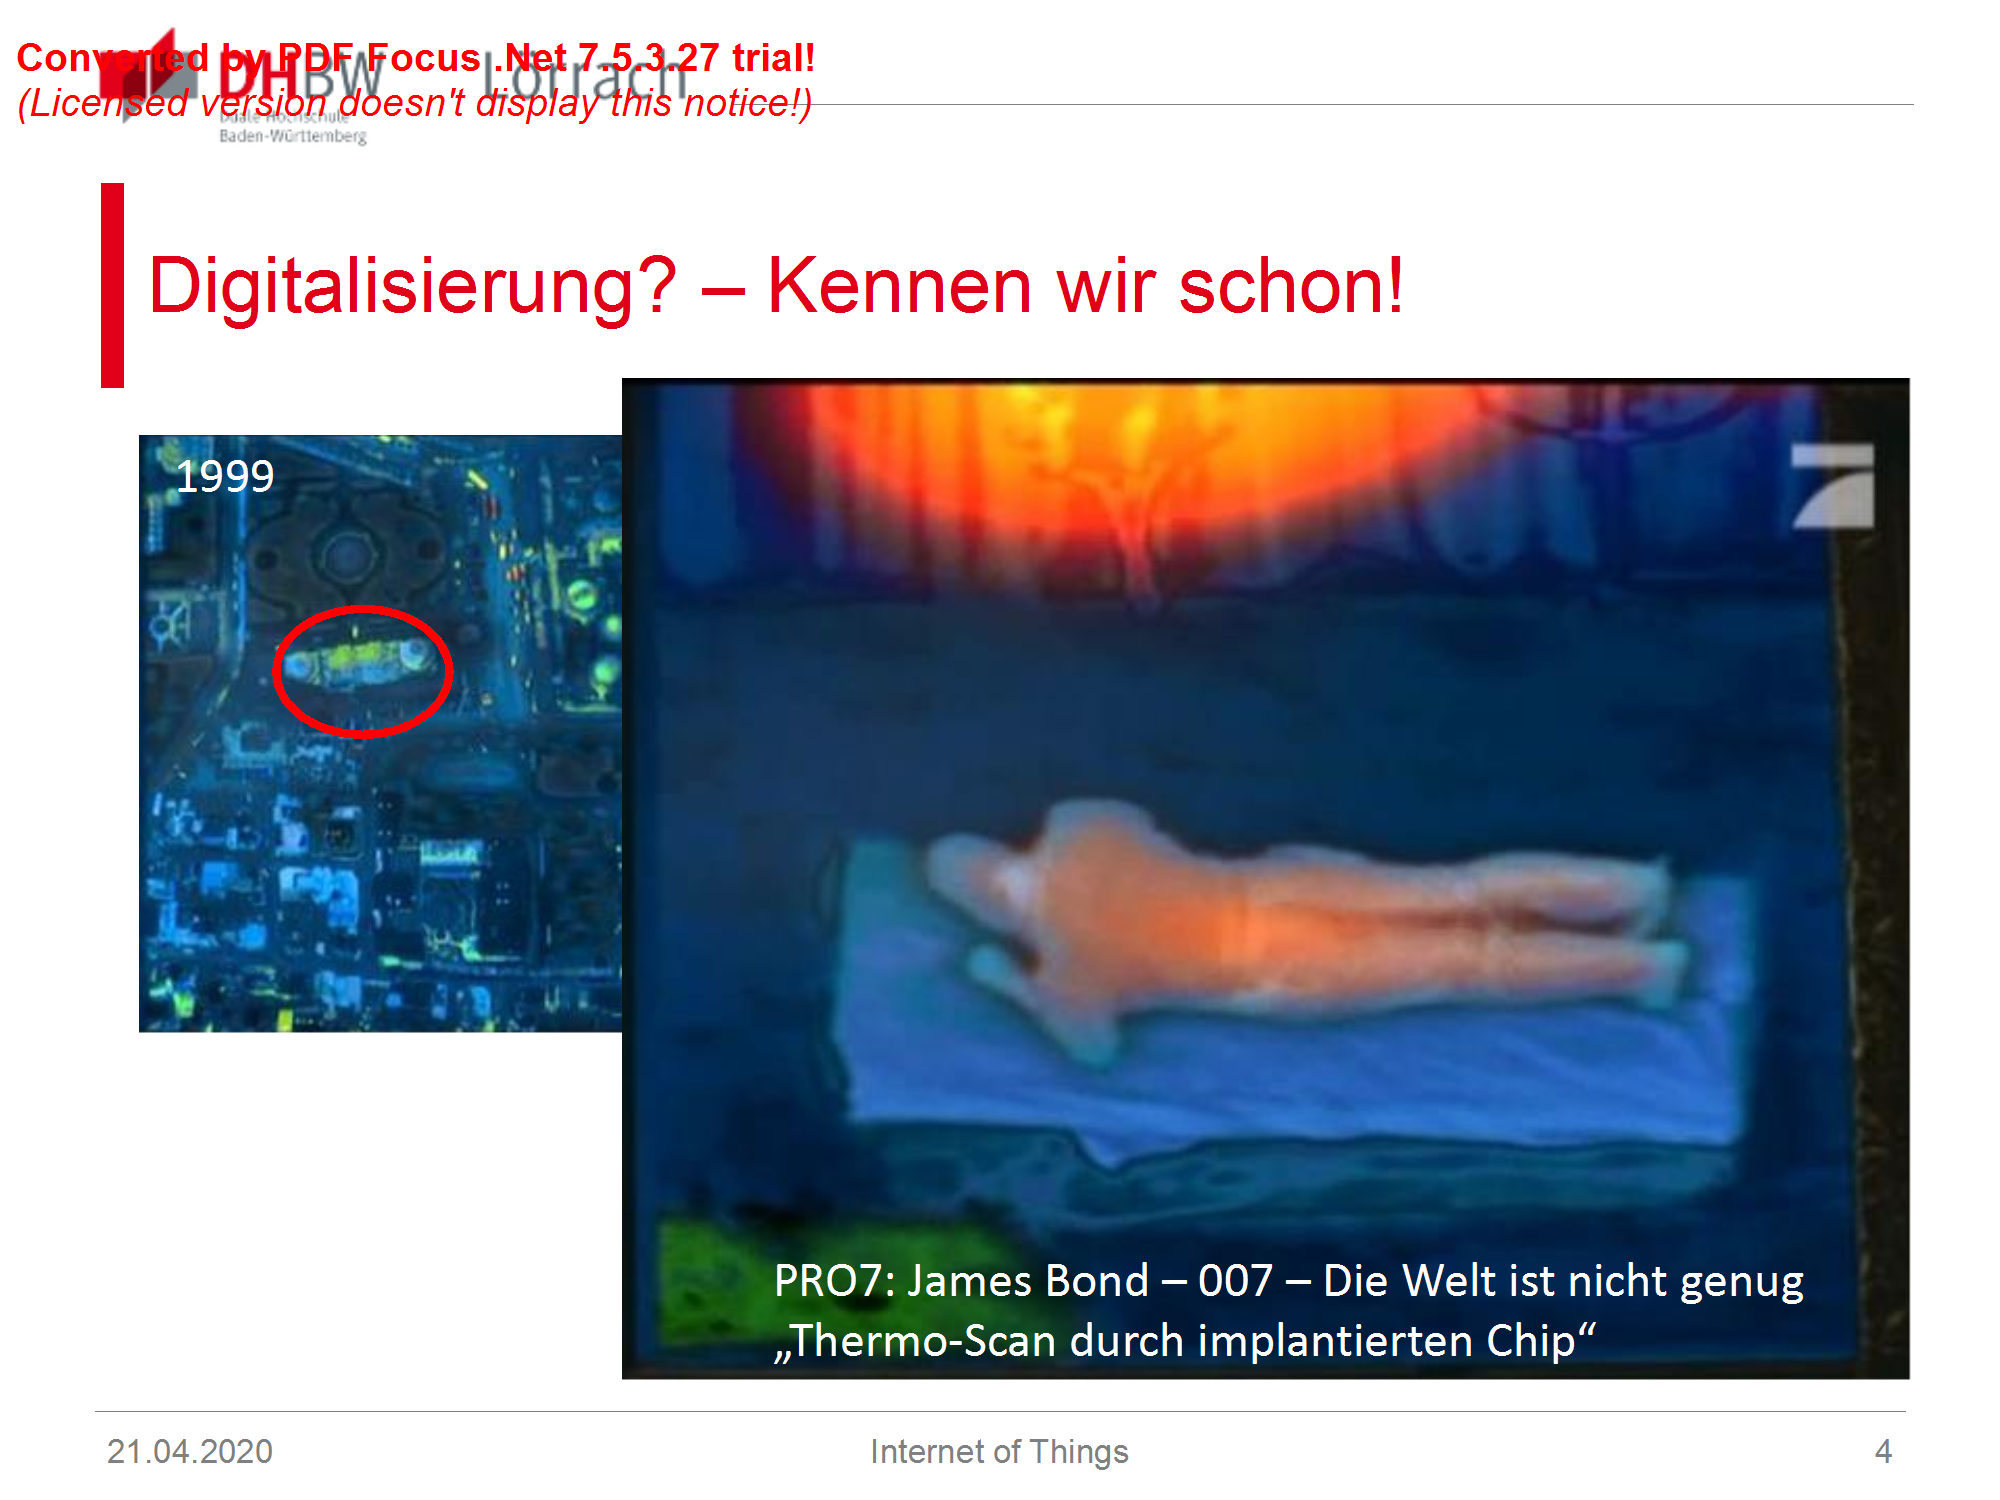 Converted by PDF Focus .Net 7.5.3.27 trial!
(Licensed version doesn't display this notice!)
DHBW Lörrach
Duale Hochschule
Baden-Württemberg
Digitalisierung? – Kennen wir schon!
1999
PRO7: James Bond – 007 – Die Welt ist nicht genug
„Thermo-Scan durch implantierten Chip“
21.04.2020
Internet of Things
4